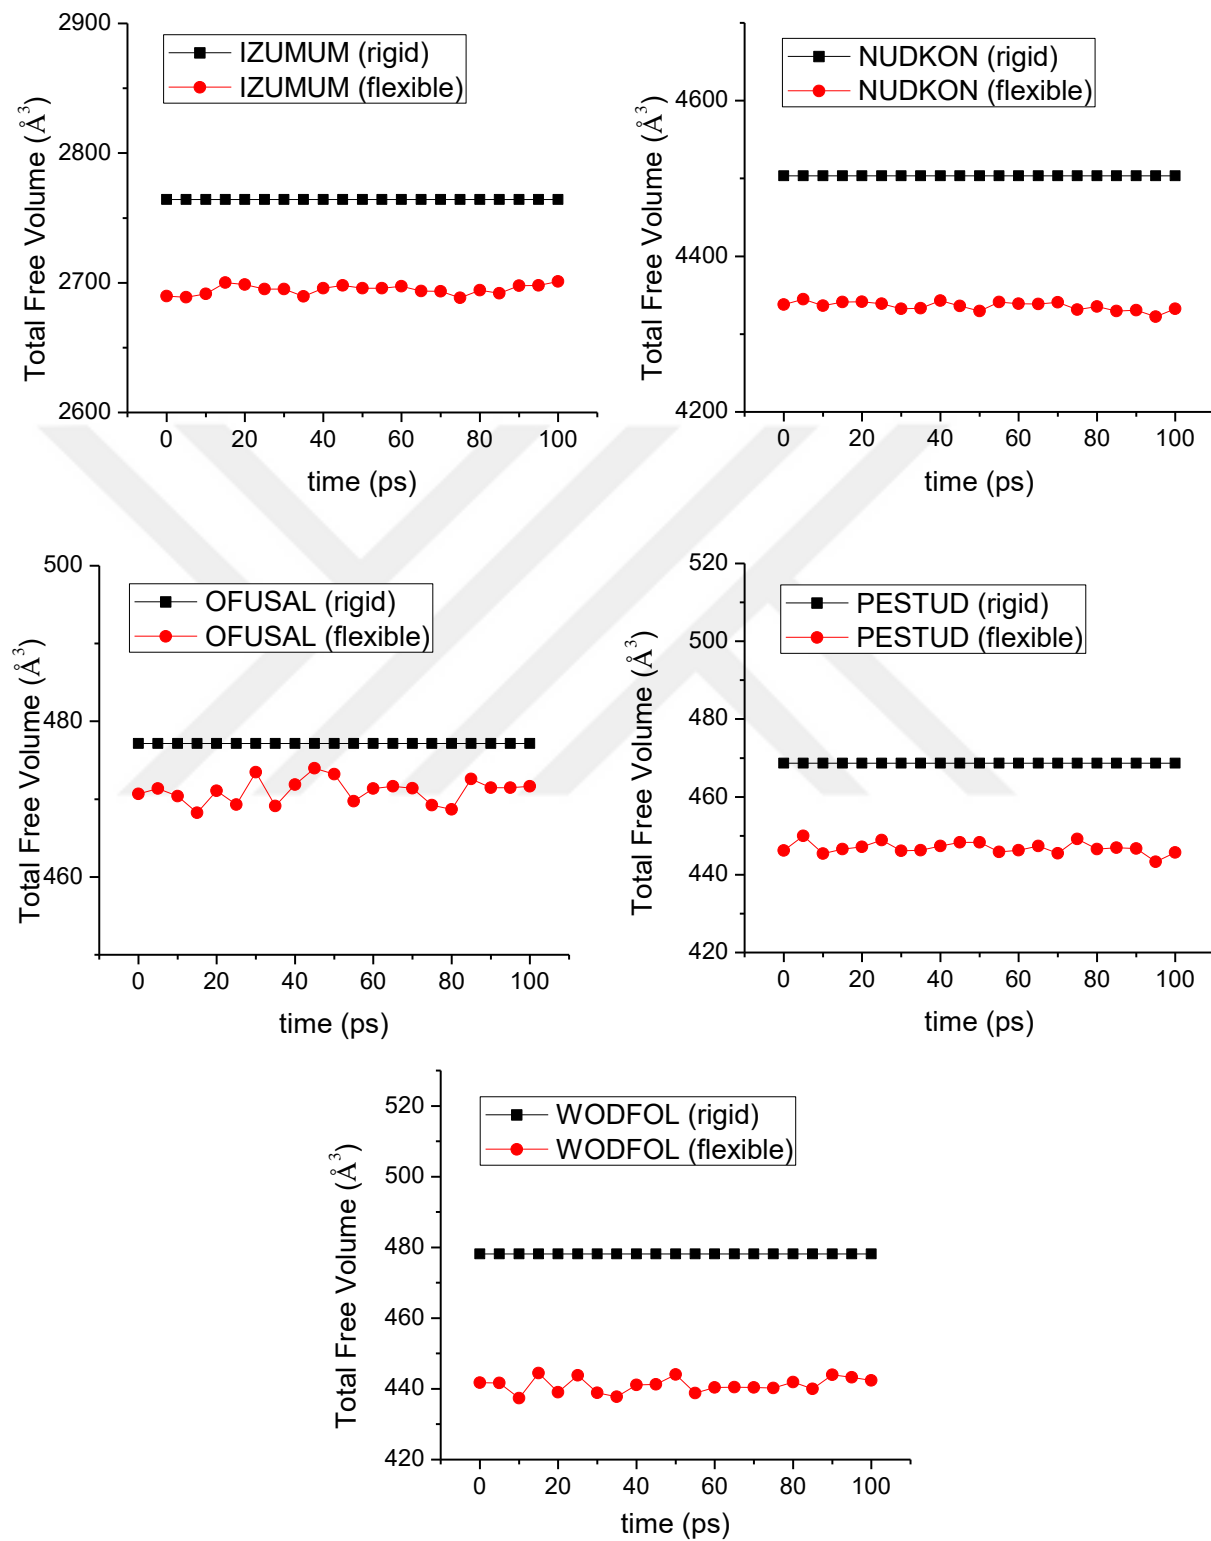 2900
2800
2700
2600
Total Free Volume (Å³)
IZUMUM (rigid)
IZUMUM (flexible)
0 20 40 60 80 100
time (ps)
4600
4400
4200
Total Free Volume (Å³)
NUDKON (rigid)
NUDKON (flexible)
0 20 40 60 80 100
time (ps)
500
480
460
Total Free Volume (Å³)
OFUSAL (rigid)
OFUSAL (flexible)
0 20 40 60 80 100
time (ps)
520
500
480
460
440
420
Total Free Volume (Å³)
PESTUD (rigid)
PESTUD (flexible)
0 20 40 60 80 100
time (ps)
520
500
480
460
440
420
Total Free Volume (Å³)
WODFOL (rigid)
WODFOL (flexible)
0 20 40 60 80 100
time (ps)